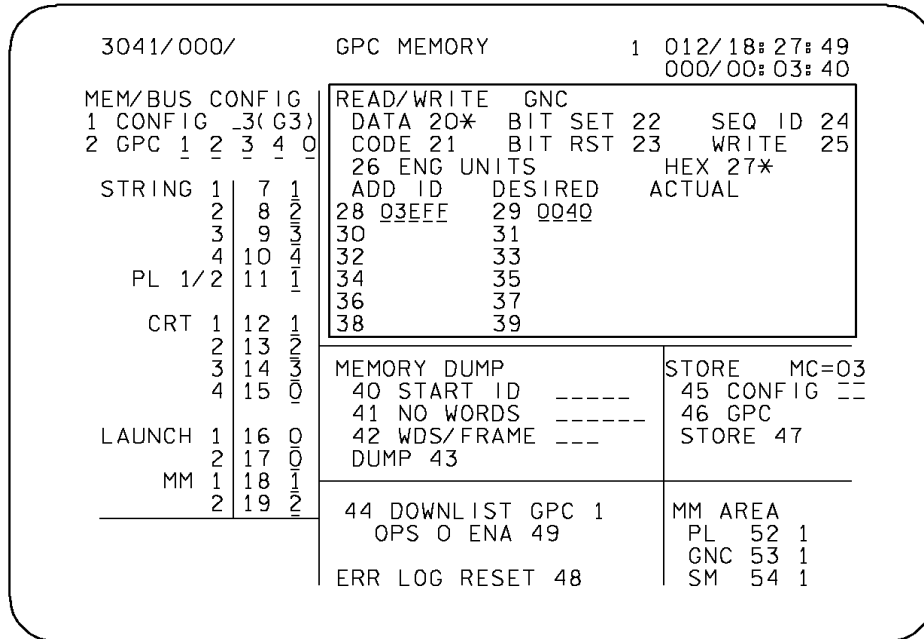 3041/000/ GPC MEMORY 1 012/18:27:49
000/00:03:40
MEM/BUS CONFIG
1 CONFIG _3(G3)
2 GPC 1 2 3 4 0
STRING 1 7 1
2 8 2
3 9 3
4 10 4
PL 1/2 11 1
CRT 1 12 1
2 13 2
3 14 3
4 15 0
LAUNCH 1 16 0
2 17 0
MM 1 18 1
2 19 2
READ/WRITE GNC
DATA 20* BIT SET 22 SEQ ID 24
CODE 21 BIT RST 23 WRITE 25
26 ENG UNITS HEX 27*
ADD ID DESIRED ACTUAL
28 03EFF 29 0040
30 31
32 33
34 35
36 37
38 39
MEMORY DUMP
40 START ID _____
41 NO WORDS ______
42 WDS/FRAME ___
DUMP 43
STORE MC=03
45 CONFIG __
46 GPC
STORE 47
44 DOWNLIST GPC 1
OPS 0 ENA 49
ERR LOG RESET 48
MM AREA
PL 52 1
GNC 53 1
SM 54 1